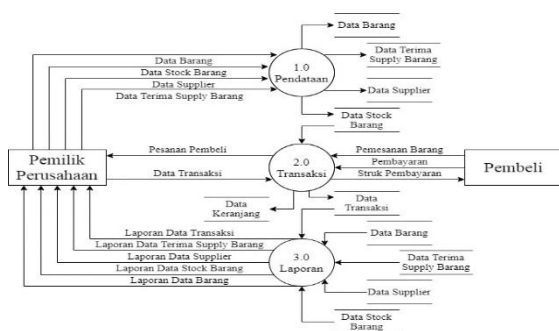 Data Barang
Data Barang
Data Stock Barang
Data Supplier
Data Terima Supply Barang
1.0
Pendataan
Data Terima
Supply Barang
Data Supplier
Data Stock
Barang
Pemilik
Perusahaan
Pesanan Pembeli
Data Transaksi
2.0
Transaksi
Pemesanan Barang
Pembayaran
Struk Pembayaran
Pembeli
Data
Keranjang
Data
Transaksi
Laporan Data Transaksi
Laporan Data Terima Supply Barang
Laporan Data Supplier
Laporan Data Stock Barang
Laporan Data Barang
3.0
Laporan
Data Barang
Data Terima
Supply Barang
Data Supplier
Data Stock
Barang